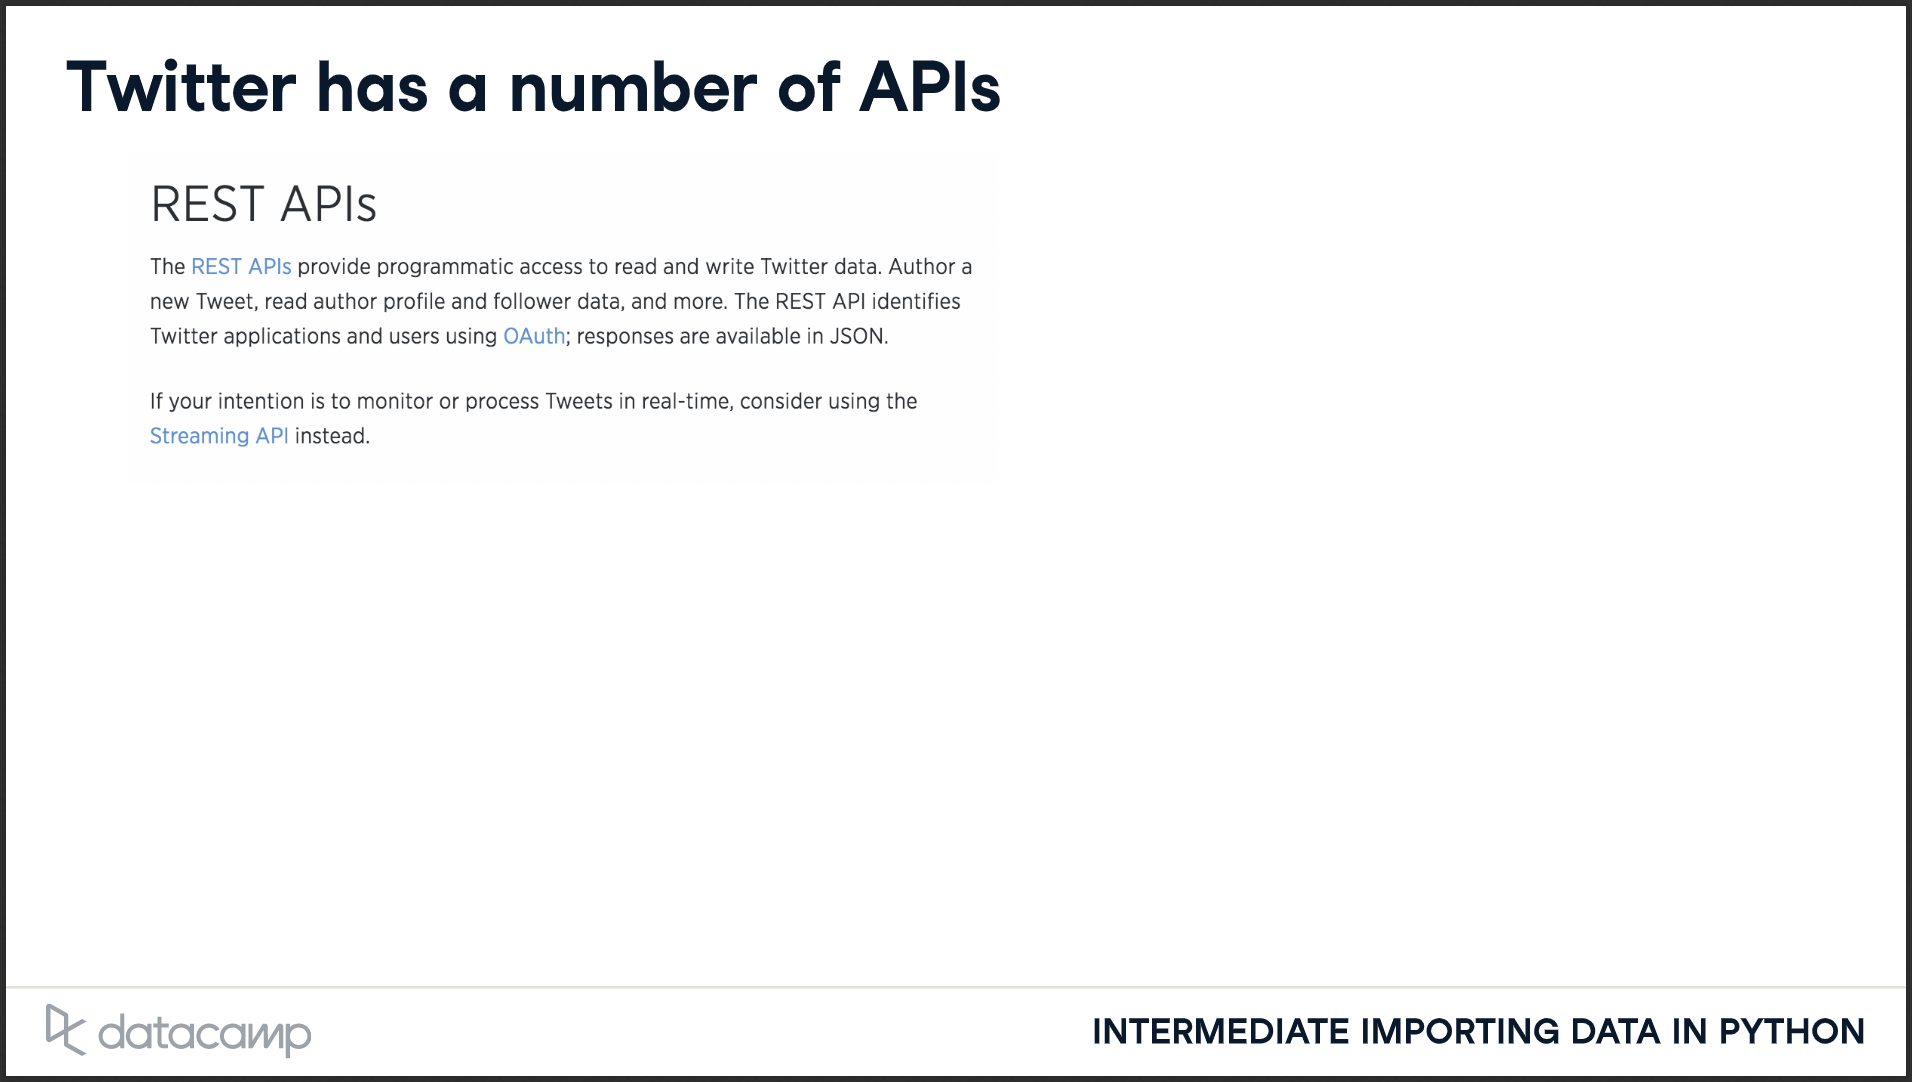 Twitter has a number of APIs
REST APIs
The REST APIs provide programmatic access to read and write Twitter data. Author a
new Tweet, read author profile and follower data, and more. The REST API identifies
Twitter applications and users using OAuth; responses are available in JSON.
If your intention is to monitor or process Tweets in real-time, consider using the
Streaming API instead.
datacamp
INTERMEDIATE IMPORTING DATA IN PYTHON